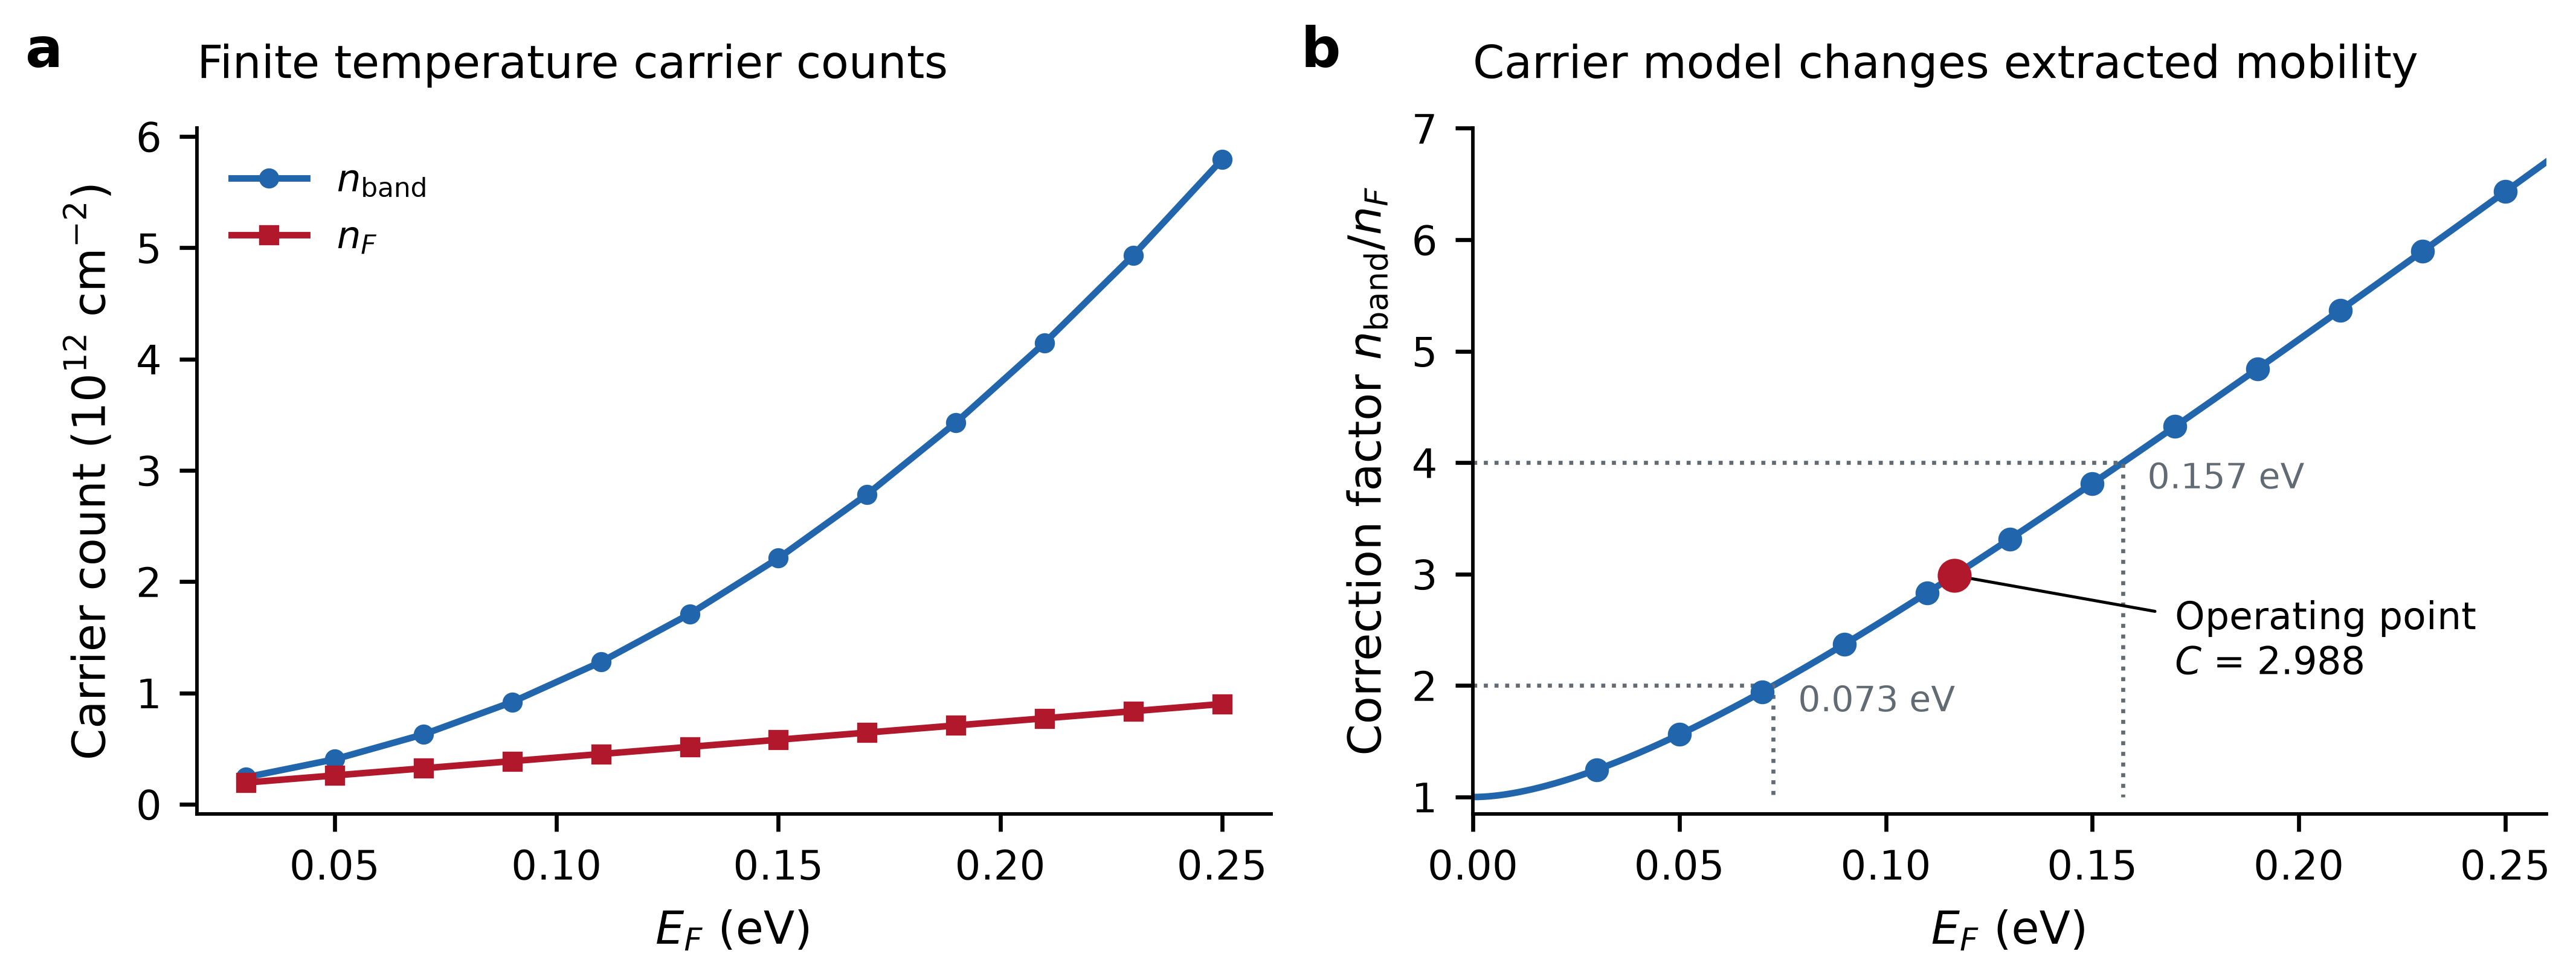 a
Finite temperature carrier counts
Carrier count (10¹² cm⁻²)
6
5
4
3
2
1
0
n_band
n_F
0.05
0.10
0.15
0.20
0.25
E_F (eV)
b
Carrier model changes extracted mobility
Correction factor n_band/n_F
7
6
5
4
3
2
1
0.157 eV
Operating point
C = 2.988
0.073 eV
0.00
0.05
0.10
0.15
0.20
0.25
E_F (eV)